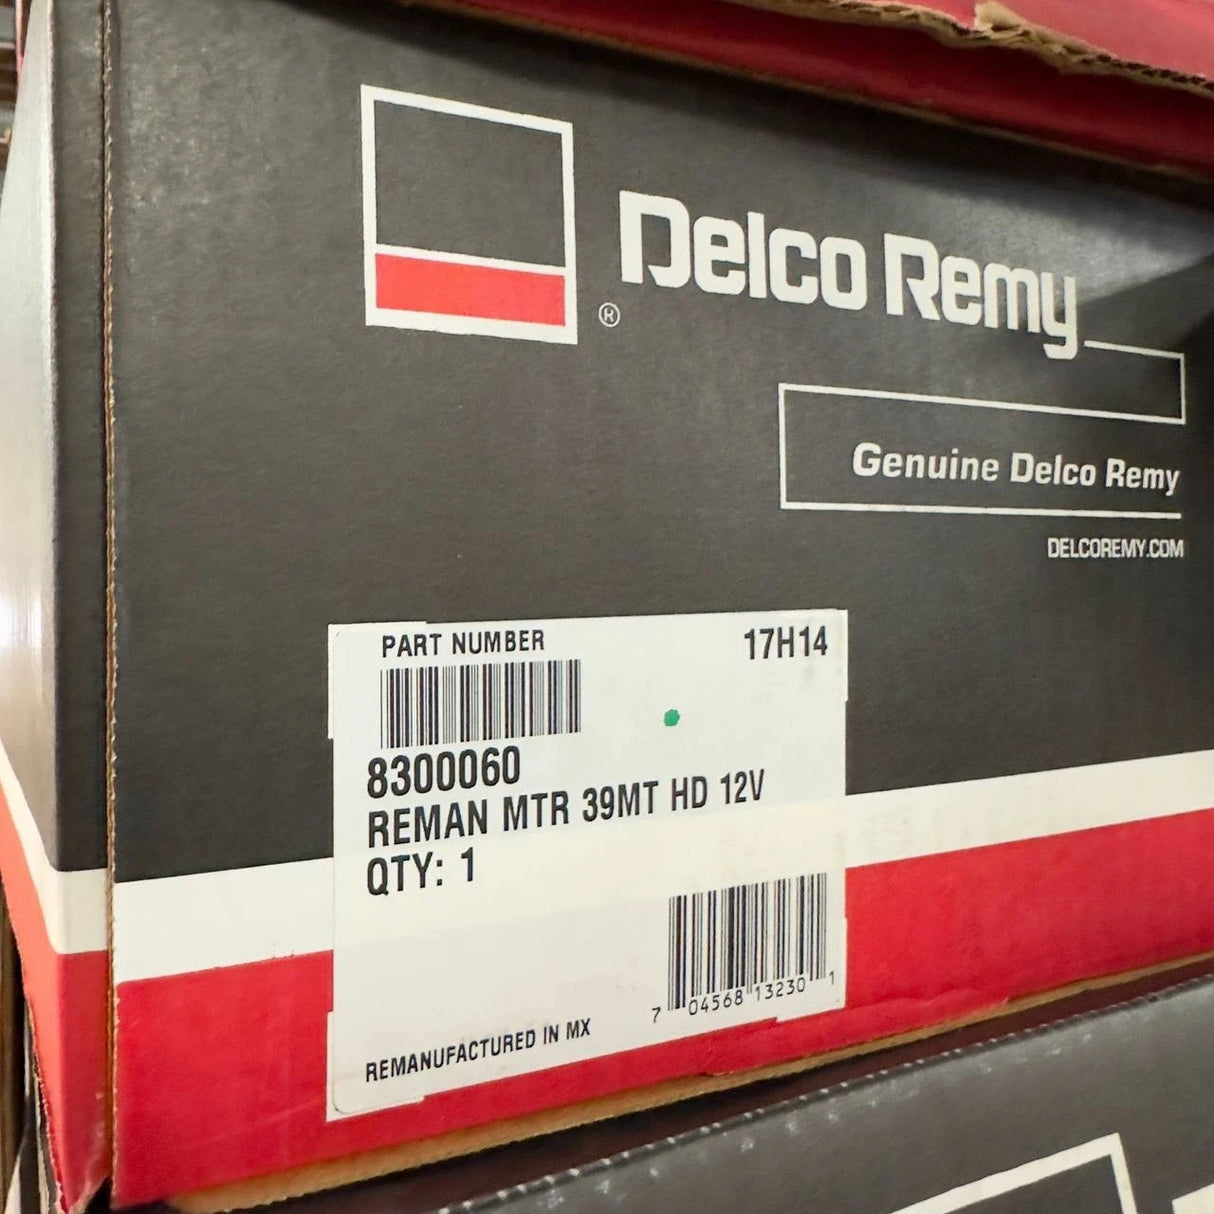 Delco Remy
®
Genuine Delco Remy
DELCOREMY.COM
PART NUMBER 17H14
8300060
REMAN MTR 39MT HD 12V
QTY: 1
7 04568 13230 1
REMANUFACTURED IN MX